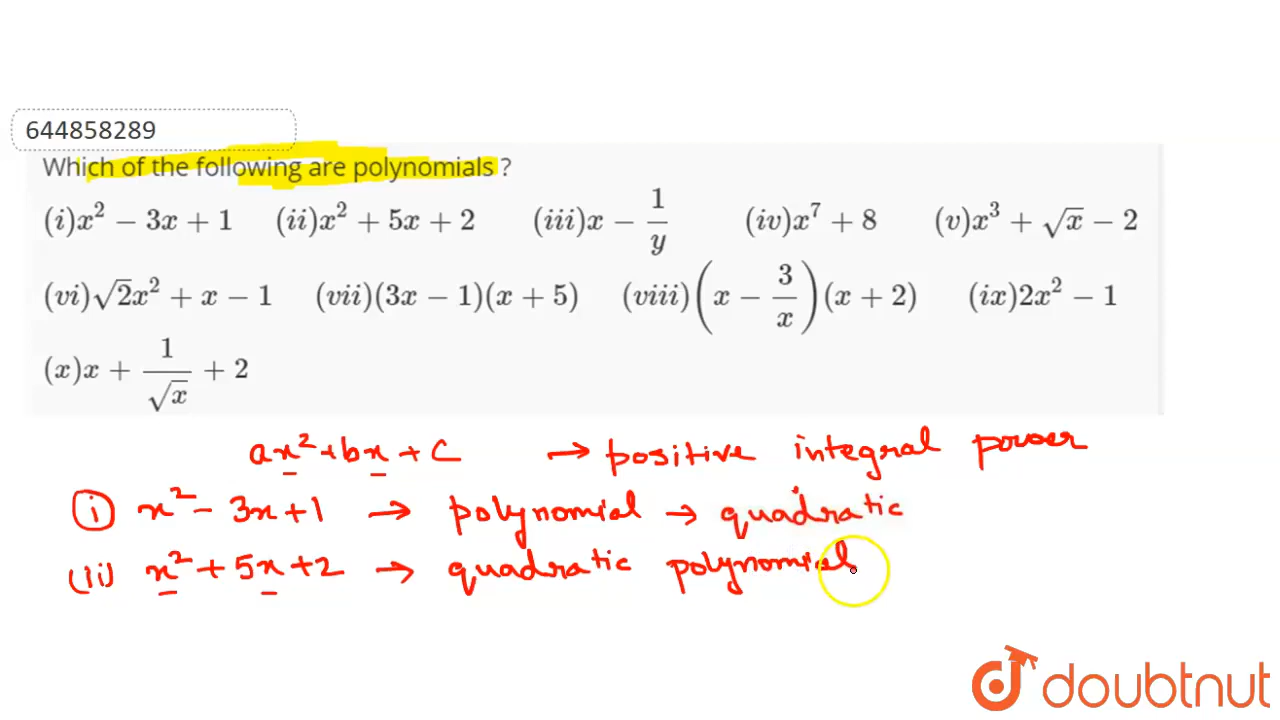 644858289
Which of the following are polynomials ?
(i)x² − 3x + 1 (ii)x² + 5x + 2 (iii)x − 1/y (iv)x⁷ + 8 (v)x³ + √x − 2
(vi)√2x² + x − 1 (vii)(3x − 1)(x + 5) (viii)(x − 3/x)(x + 2) (ix)2x² − 1
(x)x + 1/√x + 2
ax²+bx+c → positive integral power
(i) x² − 3x+1 → polynomial → quadratic
(ii) x² + 5x+2 → quadratic polynomial
doubtnut